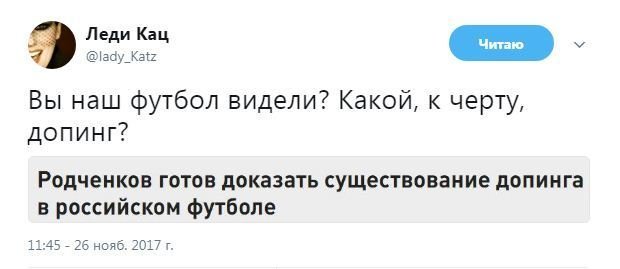 Леди Кац
@lady_Katz
Читаю
Вы наш футбол видели? Какой, к черту,
допинг?
Родченков готов доказать существование допинга
в российском футболе
11:45 - 26 нояб. 2017 г.